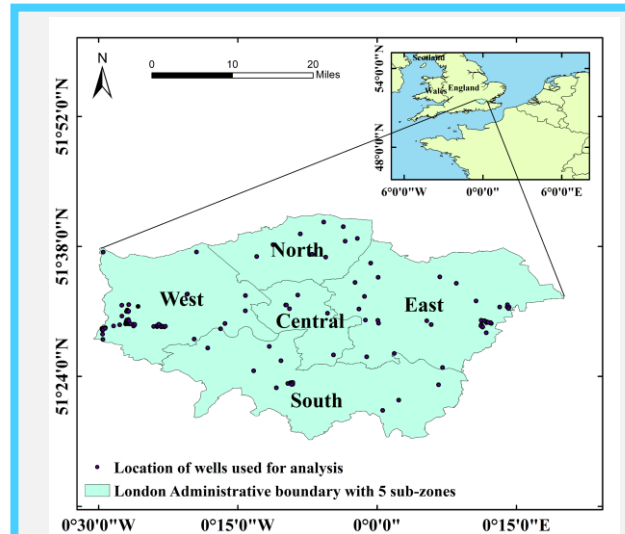 N
0 10 20
Miles
Scotland
England
Wales
54°0'0"N
48°0'0"N
6°0'0"W 0°0'0" 6°0'0"E
51°52'0"N
51°38'0"N
51°24'0"N
North
West
East
Central
South
Location of wells used for analysis
London Administrative boundary with 5 sub-zones
0°30'0"W 0°15'0"W 0°0'0" 0°15'0"E